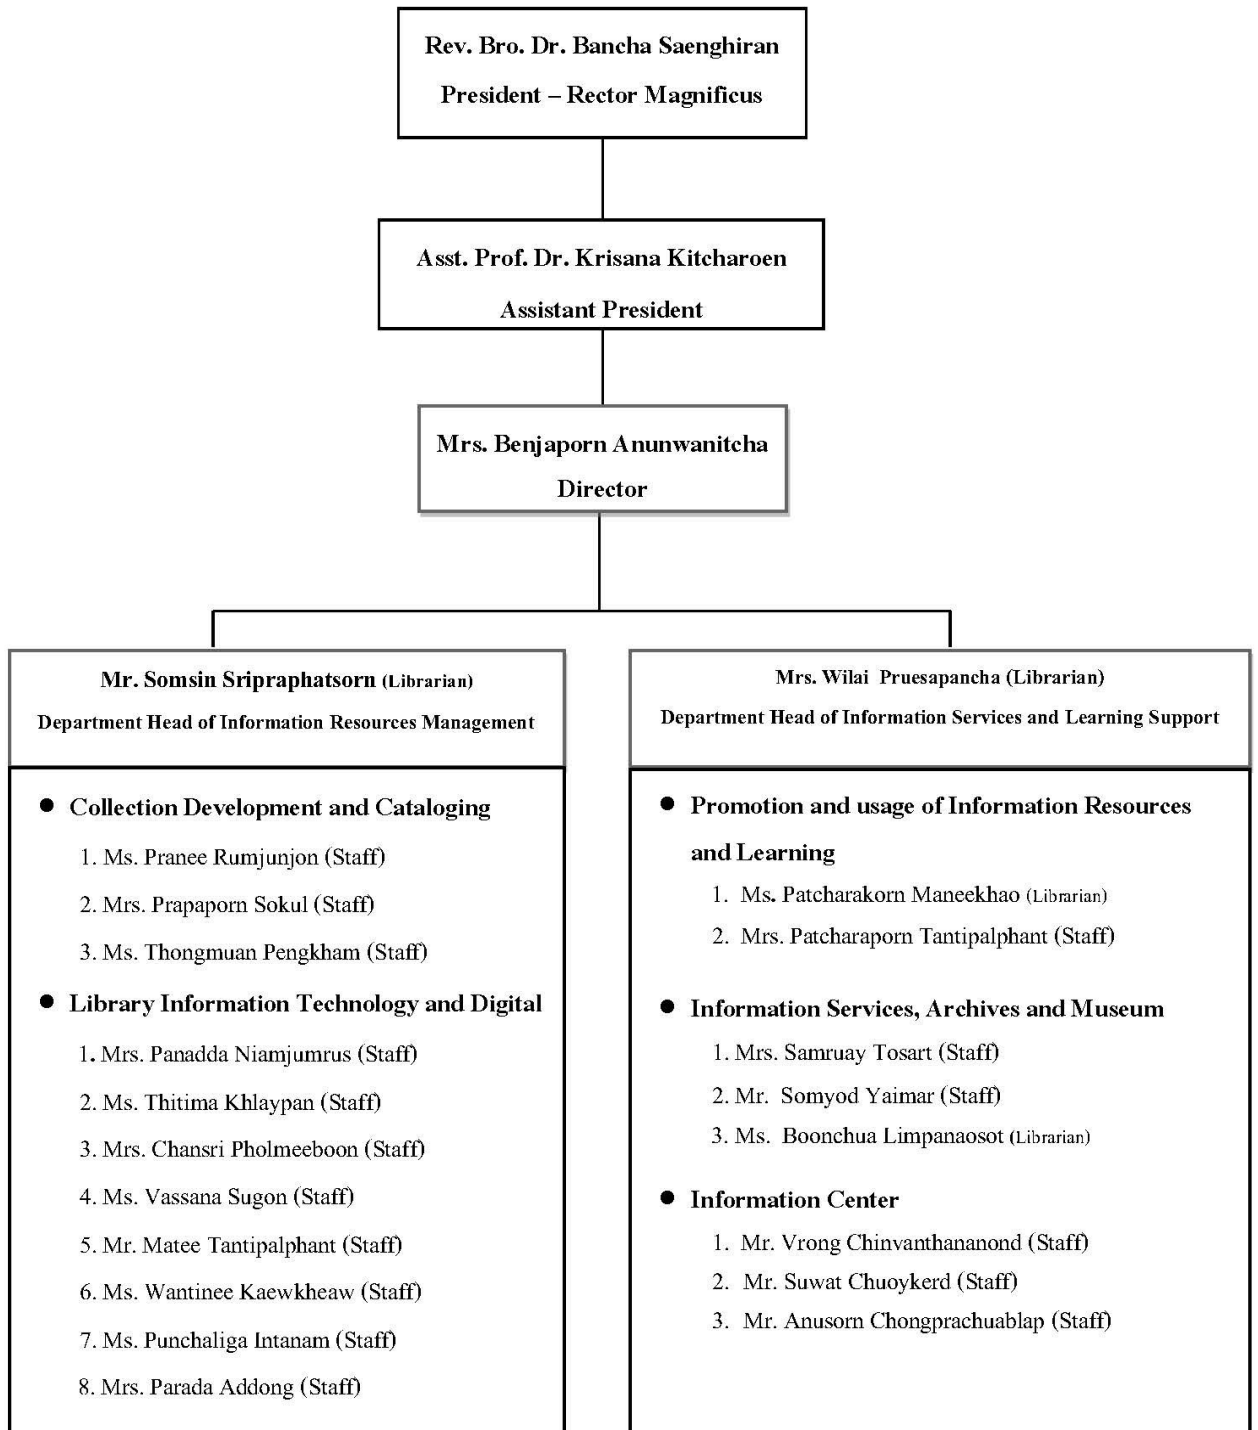 Rev. Bro. Dr. Bancha Saenghiran
President – Rector Magnificus
Asst. Prof. Dr. Krisana Kitcharoen
Assistant President
Mrs. Benjaporn Anunwanitcha
Director
Mr. Somsin Sripraphatsorn (Librarian)
Department Head of Information Resources Management
● Collection Development and Cataloging
1. Ms. Pranee Rumjunjon (Staff)
2. Mrs. Prapaporn Sokul (Staff)
3. Ms. Thongmuan Pengkham (Staff)
● Library Information Technology and Digital
1. Mrs. Panadda Niamjumrus (Staff)
2. Ms. Thitima Khlaypan (Staff)
3. Mrs. Chansri Pholmeeboon (Staff)
4. Ms. Vassana Sugon (Staff)
5. Mr. Matee Tantipalphant (Staff)
6. Ms. Wantinee Kaewkheaw (Staff)
7. Ms. Punchaliga Intanam (Staff)
8. Mrs. Parada Addong (Staff)
Mrs. Wilai Pruesapancha (Librarian)
Department Head of Information Services and Learning Support
● Promotion and usage of Information Resources
and Learning
1. Ms. Patcharakorn Maneekhao (Librarian)
2. Mrs. Patcharaporn Tantipalphant (Staff)
● Information Services, Archives and Museum
1. Mrs. Samruay Tosart (Staff)
2. Mr. Somyod Yaimar (Staff)
3. Ms. Boonchua Limpanaosot (Librarian)
● Information Center
1. Mr. Vrong Chinvanthananond (Staff)
2. Mr. Suwat Chuoykerd (Staff)
3. Mr. Anusorn Chongprachuablap (Staff)